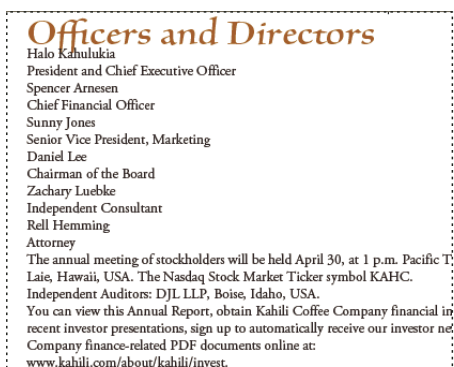 Officers and Directors
Halo Kahulukia
President and Chief Executive Officer
Spencer Arnesen
Chief Financial Officer
Sunny Jones
Senior Vice President, Marketing
Daniel Lee
Chairman of the Board
Zachary Luebke
Independent Consultant
Rell Hemming
Attorney
The annual meeting of stockholders will be held April 30, at 1 p.m. Pacific T
Laie, Hawaii, USA. The Nasdaq Stock Market Ticker symbol KAHC.
Independent Auditors: DJL LLP, Boise, Idaho, USA.
You can view this Annual Report, obtain Kahili Coffee Company financial in
recent investor presentations, sign up to automatically receive our investor ne
Company finance-related PDF documents online at:
www.kahili.com/about/kahili/invest.